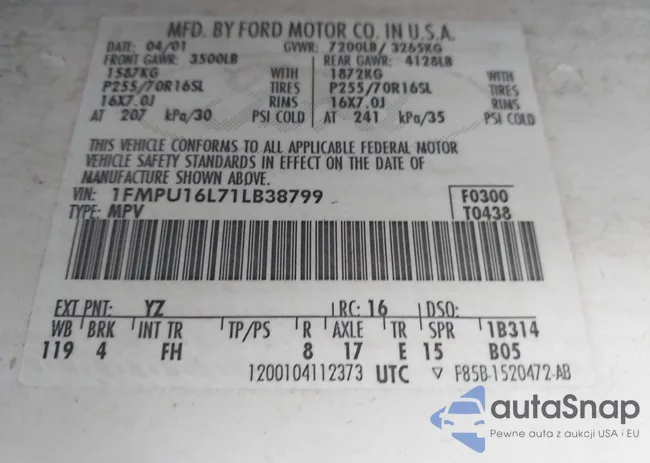 MFD. BY FORD MOTOR CO. IN U.S.A.
DATE: 04/01 GVWR: 7200LB/ 3265KG
FRONT GAWR: 3500LB REAR GAWR: 4128LB
1587KG WITH 1872KG WITH
P255/70R16SL TIRES P255/70R16SL TIRES
16X7.0J RIMS 16X7.0J RIMS
AT 207 kPa/30 PSI COLD AT 241 kPa/35 PSI COLD
THIS VEHICLE CONFORMS TO ALL APPLICABLE FEDERAL MOTOR
VEHICLE SAFETY STANDARDS IN EFFECT ON THE DATE OF
MANUFACTURE SHOWN ABOVE.
VIN: 1FMPU16L71LB38799 F0300
TYPE: MPV T0438
EXT PNT: YZ RC: 16 DSO:
WB BRK INT TR TP/PS R AXLE TR SPR 1B314
119 4 FH 8 17 E 15 B05
1200104112373 UTC ▽ F85B-1520472-AB
autaSnap
Pewne auta z aukcji USA i EU